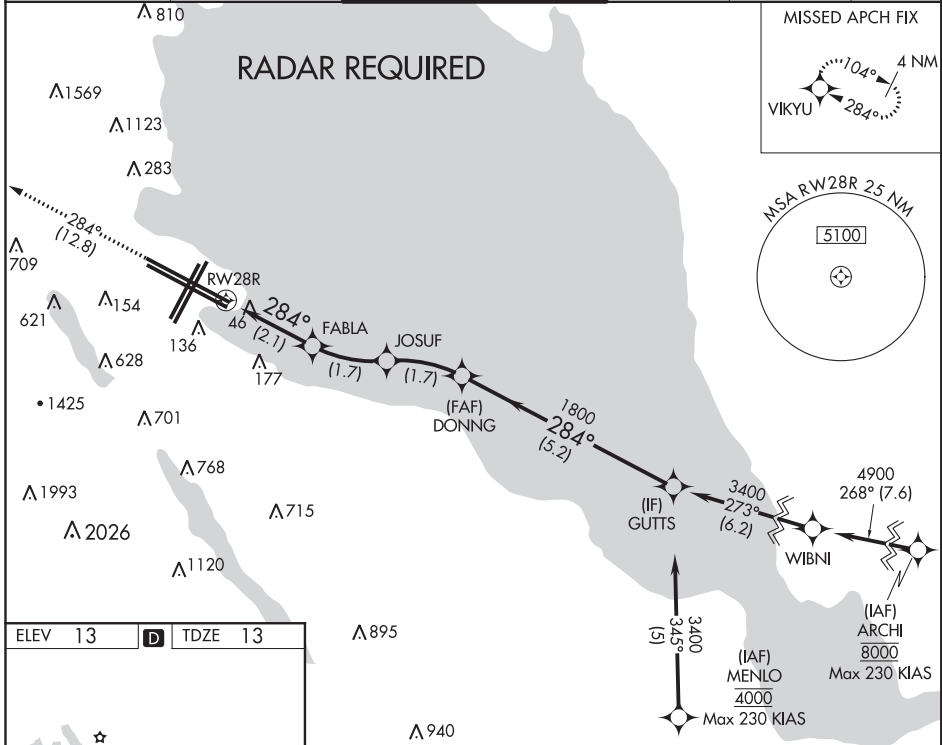 810
MISSED APCH FIX
RADAR REQUIRED
104°
4 NM
VIKYU
284°
1569
1123
283
MSA RW28R 25 NM
5100
284°
(12.8)
709
RW28R
621
154
46
284°
(2.1)
FABLA
JOSUF
136
628
177
(1.7)
(1.7)
(FAF)
DONNG
1800
284°
(5.2)
1425
701
768
4900
268° (7.6)
1993
715
(IF)
GUTTS
3400
273°
(6.2)
WIBNI
2026
1120
(IAF)
ARCHI
8000
Max 230 KIAS
ELEV 13
D
TDZE 13
895
3400
345°
(5)
(IAF)
MENLO
4000
Max 230 KIAS
940